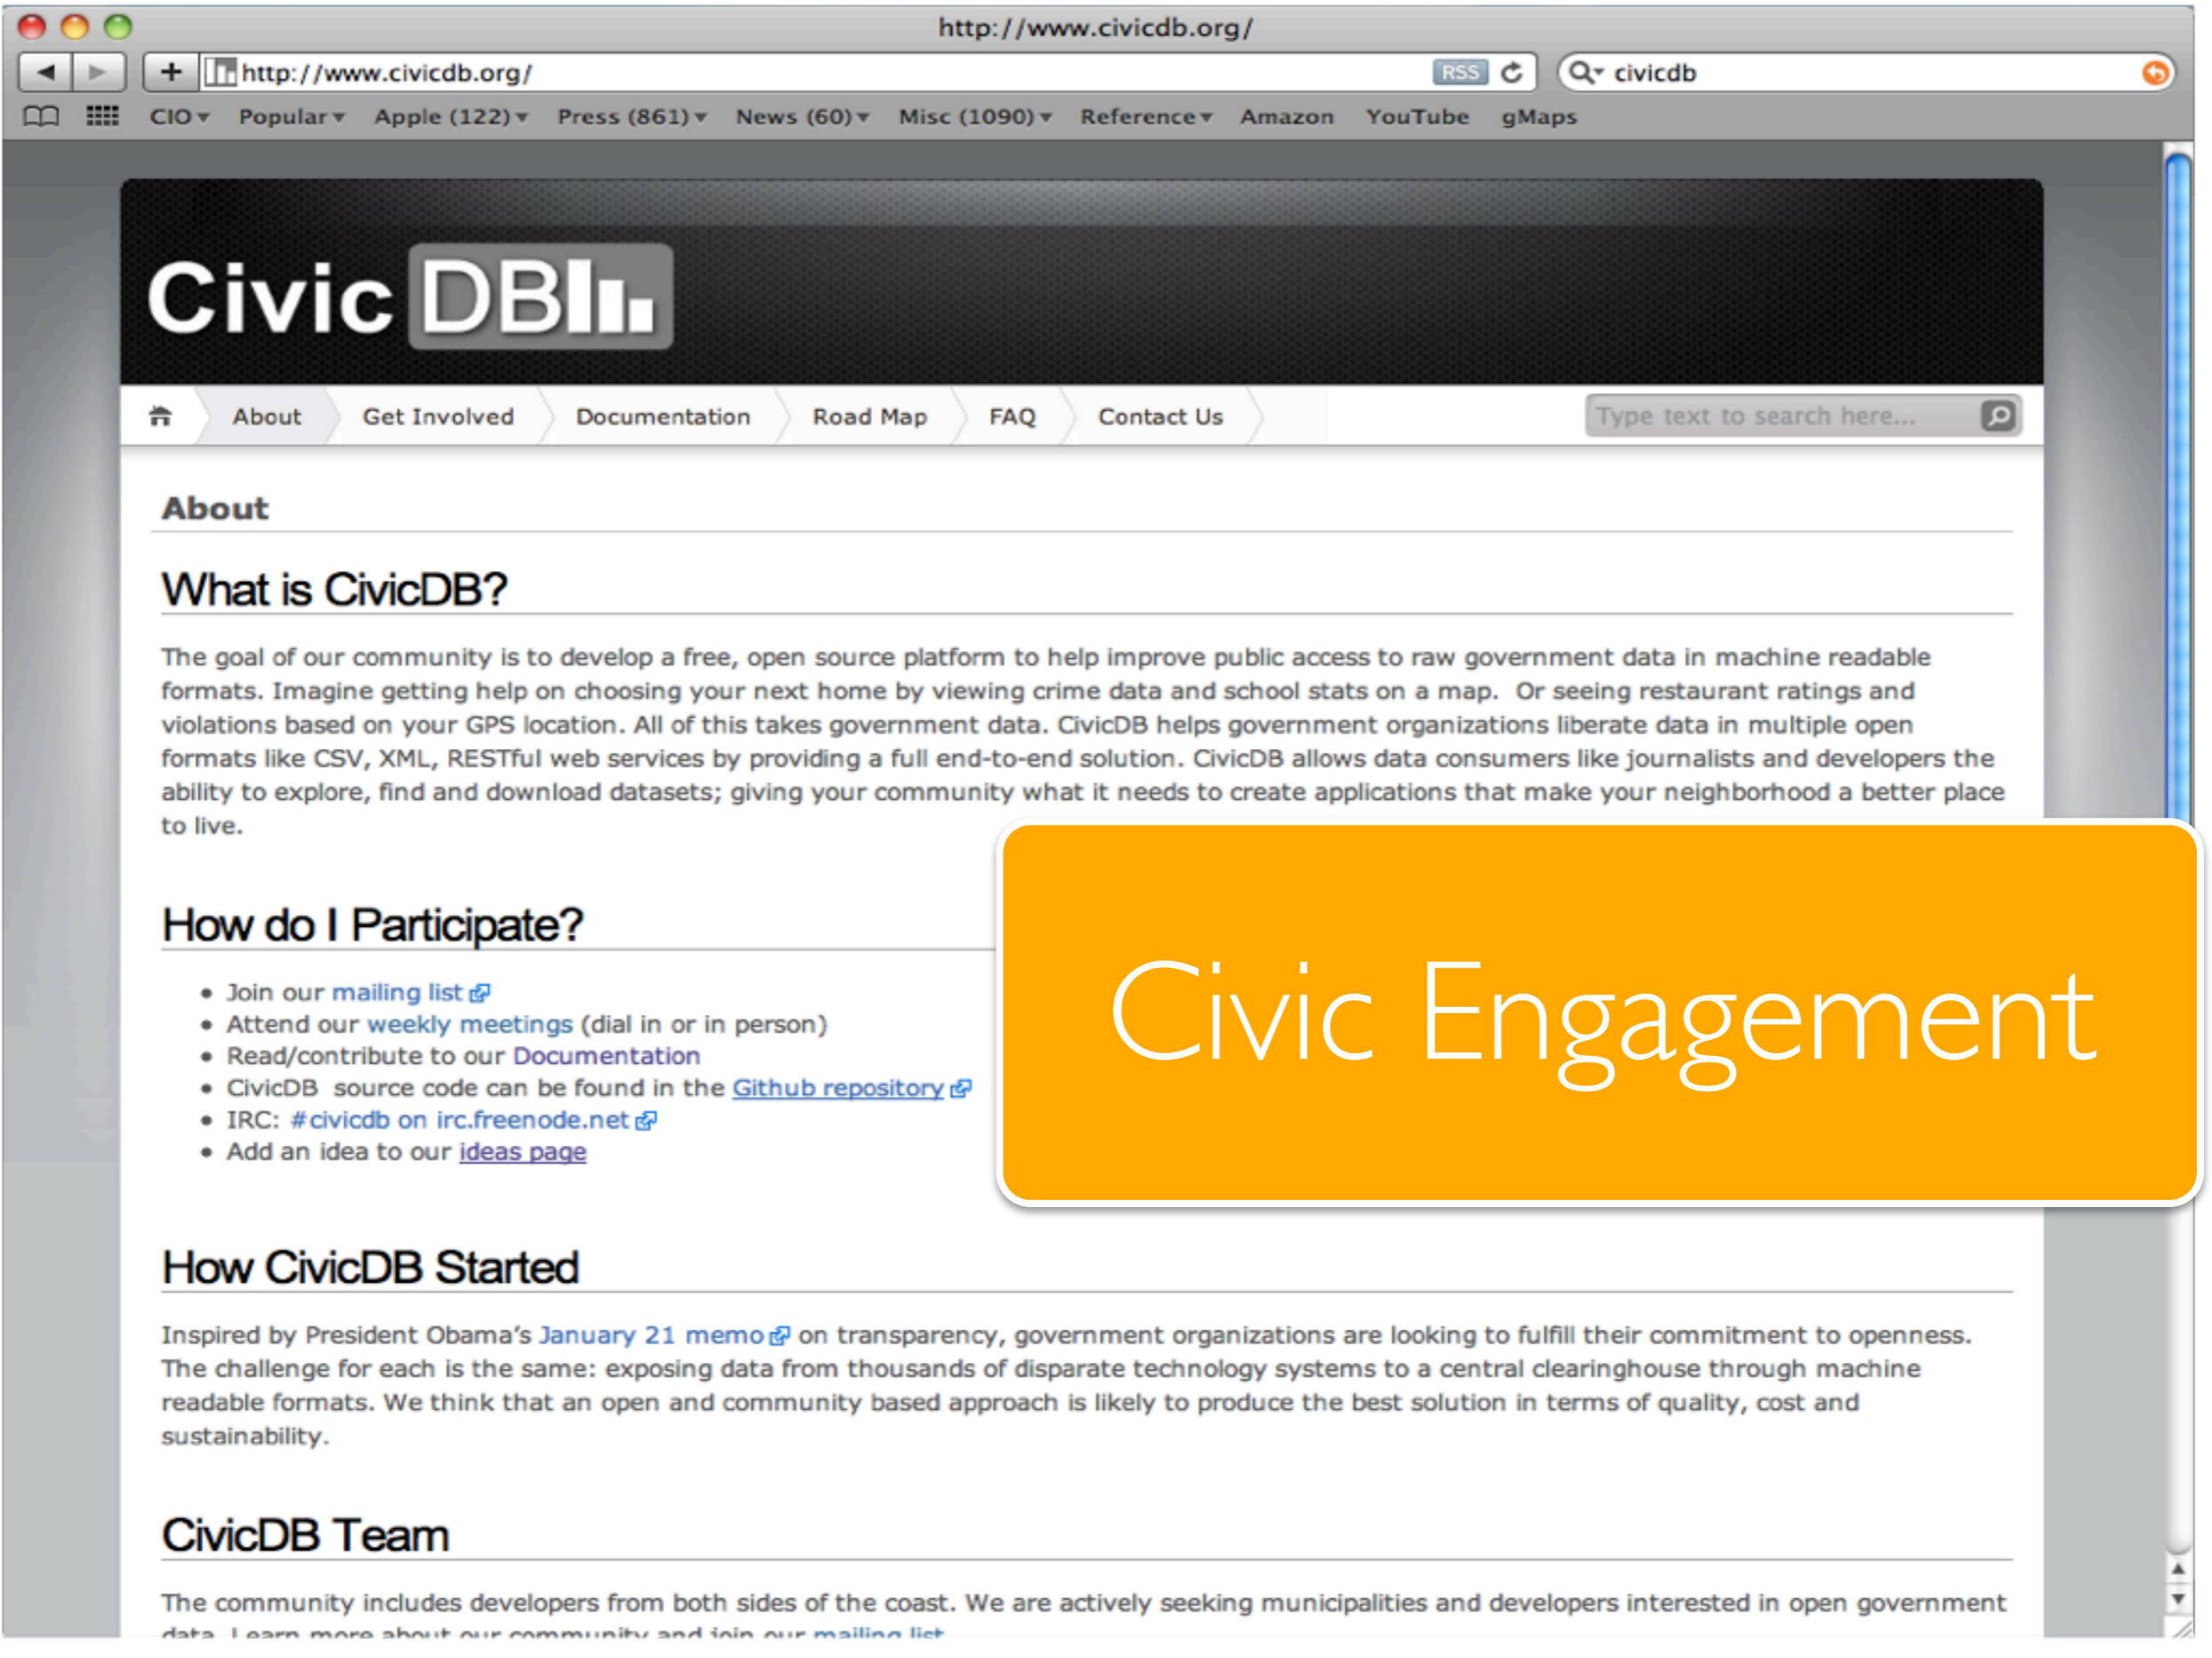 http://www.civicdb.org/
http://www.civicdb.org/
RSS
civicdb
CIO Popular Apple (122) Press (861) News (60) Misc (1090) Reference Amazon YouTube gMaps
Civic DB
About Get Involved Documentation Road Map FAQ Contact Us
Type text to search here...
About
What is CivicDB?
The goal of our community is to develop a free, open source platform to help improve public access to raw government data in machine readable
formats. Imagine getting help on choosing your next home by viewing crime data and school stats on a map. Or seeing restaurant ratings and
violations based on your GPS location. All of this takes government data. CivicDB helps government organizations liberate data in multiple open
formats like CSV, XML, RESTful web services by providing a full end-to-end solution. CivicDB allows data consumers like journalists and developers the
ability to explore, find and download datasets; giving your community what it needs to create applications that make your neighborhood a better place
to live.
How do I Participate?
• Join our mailing list
• Attend our weekly meetings (dial in or in person)
• Read/contribute to our Documentation
• CivicDB source code can be found in the Github repository
• IRC: #civicdb on irc.freenode.net
• Add an idea to our ideas page
Civic Engagement
How CivicDB Started
Inspired by President Obama's January 21 memo on transparency, government organizations are looking to fulfill their commitment to openness.
The challenge for each is the same: exposing data from thousands of disparate technology systems to a central clearinghouse through machine
readable formats. We think that an open and community based approach is likely to produce the best solution in terms of quality, cost and
sustainability.
CivicDB Team
The community includes developers from both sides of the coast. We are actively seeking municipalities and developers interested in open government
data. Learn more about our community and join our mailing list